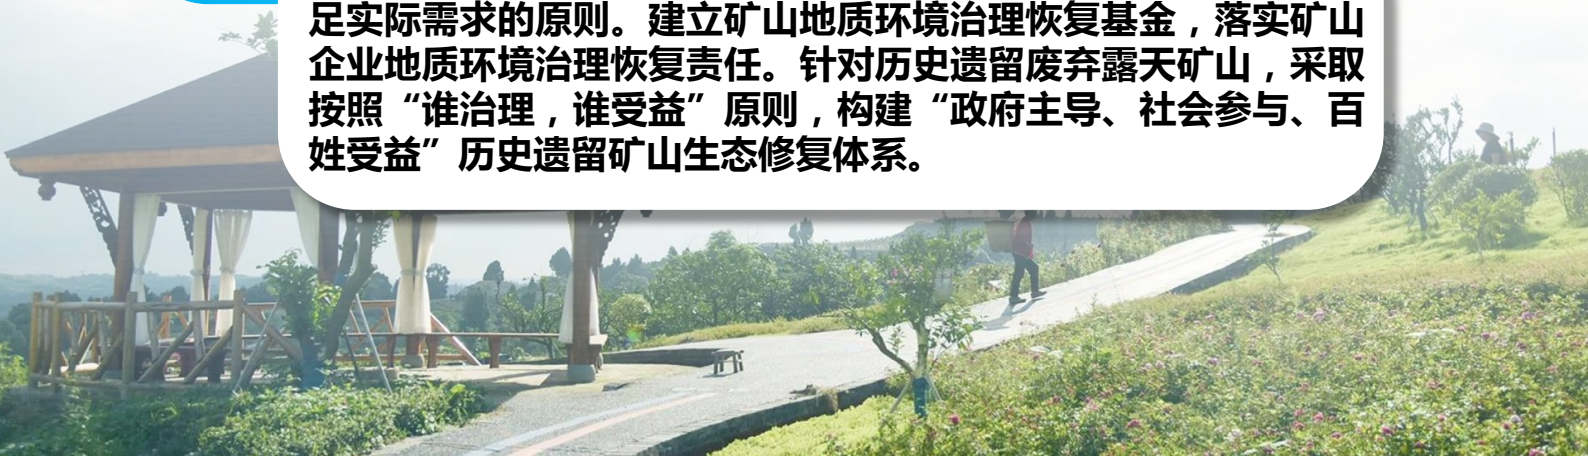 足实际需求的原则。建立矿山地质环境治理恢复基金，落实矿山
企业地质环境治理恢复责任。针对历史遗留废弃露天矿山，采取
按照“谁治理，谁受益”原则，构建“政府主导、社会参与、百
姓受益”历史遗留矿山生态修复体系。